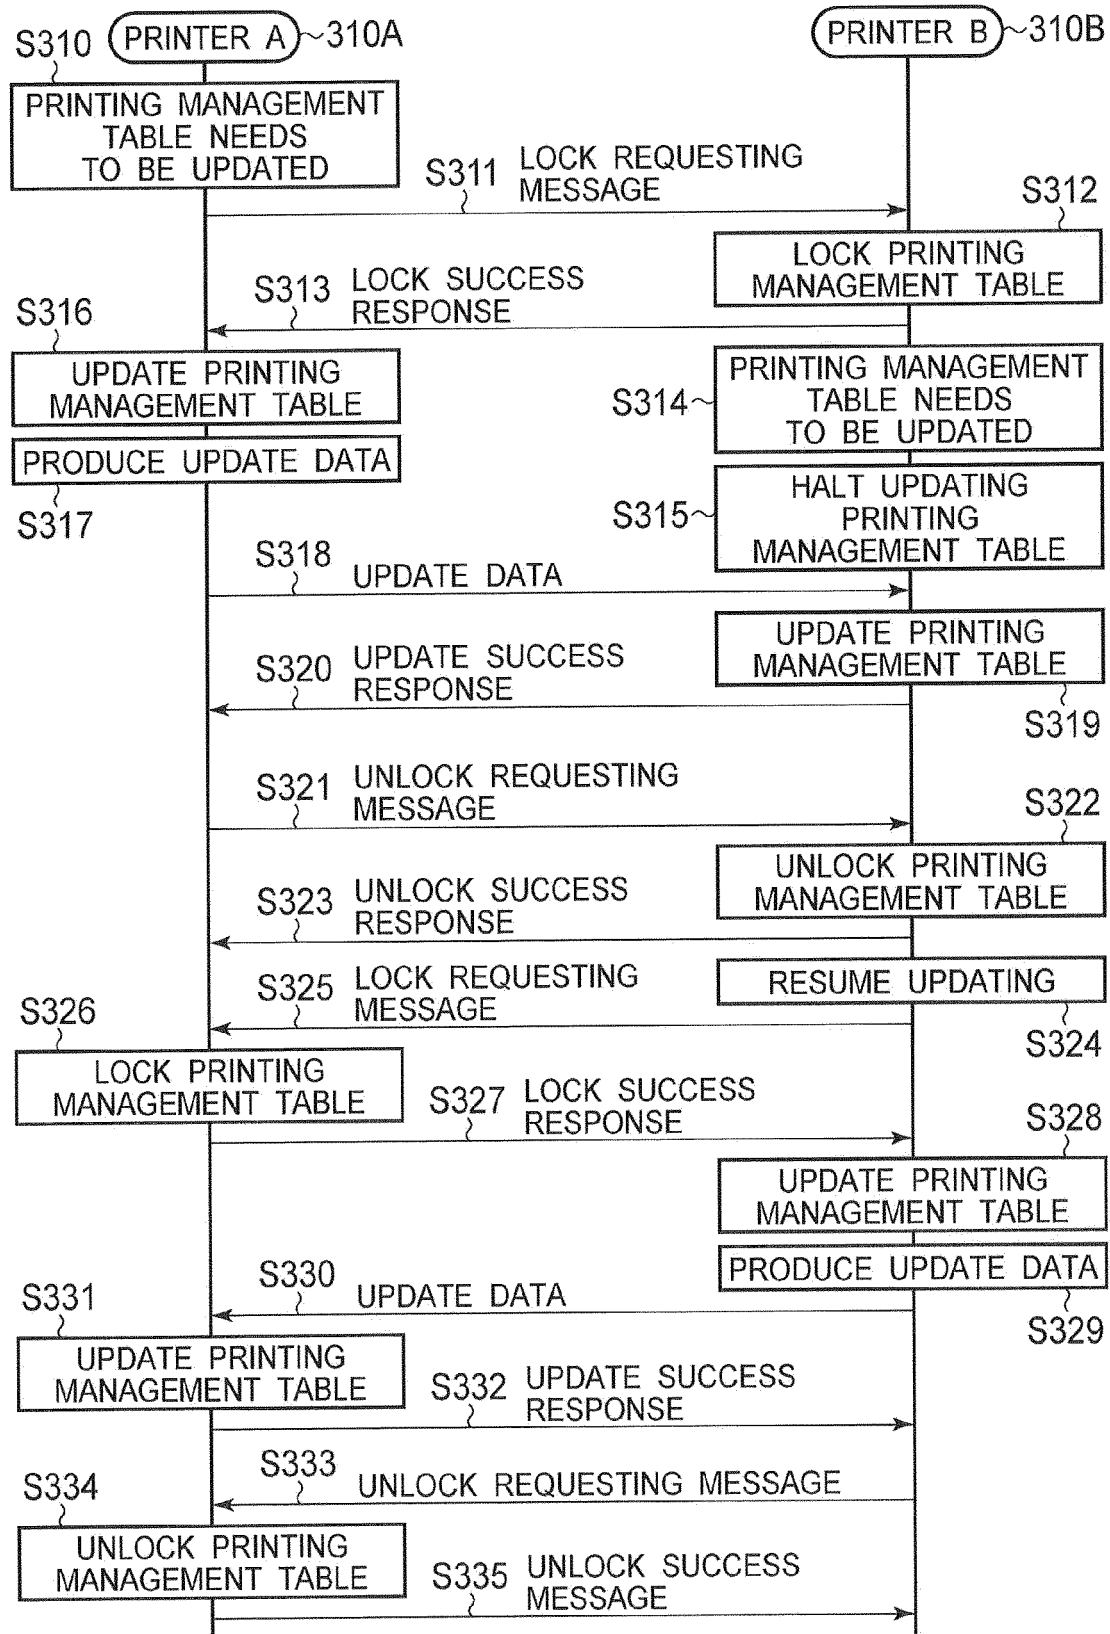 PRINTER A
310A
PRINTER B
310B
S310
PRINTING MANAGEMENT
TABLE NEEDS
TO BE UPDATED
S311
LOCK REQUESTING
MESSAGE
S312
LOCK PRINTING
MANAGEMENT TABLE
S313
LOCK SUCCESS
RESPONSE
S314
PRINTING MANAGEMENT
TABLE NEEDS
TO BE UPDATED
S315
HALT UPDATING
PRINTING
MANAGEMENT TABLE
S316
UPDATE PRINTING
MANAGEMENT TABLE
PRODUCE UPDATE DATA
S317
S318
UPDATE DATA
UPDATE PRINTING
MANAGEMENT TABLE
S319
S320
UPDATE SUCCESS
RESPONSE
S321
UNLOCK REQUESTING
MESSAGE
S322
UNLOCK PRINTING
MANAGEMENT TABLE
S323
UNLOCK SUCCESS
RESPONSE
RESUME UPDATING
S324
S325
LOCK REQUESTING
MESSAGE
S326
LOCK PRINTING
MANAGEMENT TABLE
S327
LOCK SUCCESS
RESPONSE
S328
UPDATE PRINTING
MANAGEMENT TABLE
PRODUCE UPDATE DATA
S329
S330
UPDATE DATA
S331
UPDATE PRINTING
MANAGEMENT TABLE
S332
UPDATE SUCCESS
RESPONSE
S333
UNLOCK REQUESTING MESSAGE
S334
UNLOCK PRINTING
MANAGEMENT TABLE
S335
UNLOCK SUCCESS
MESSAGE